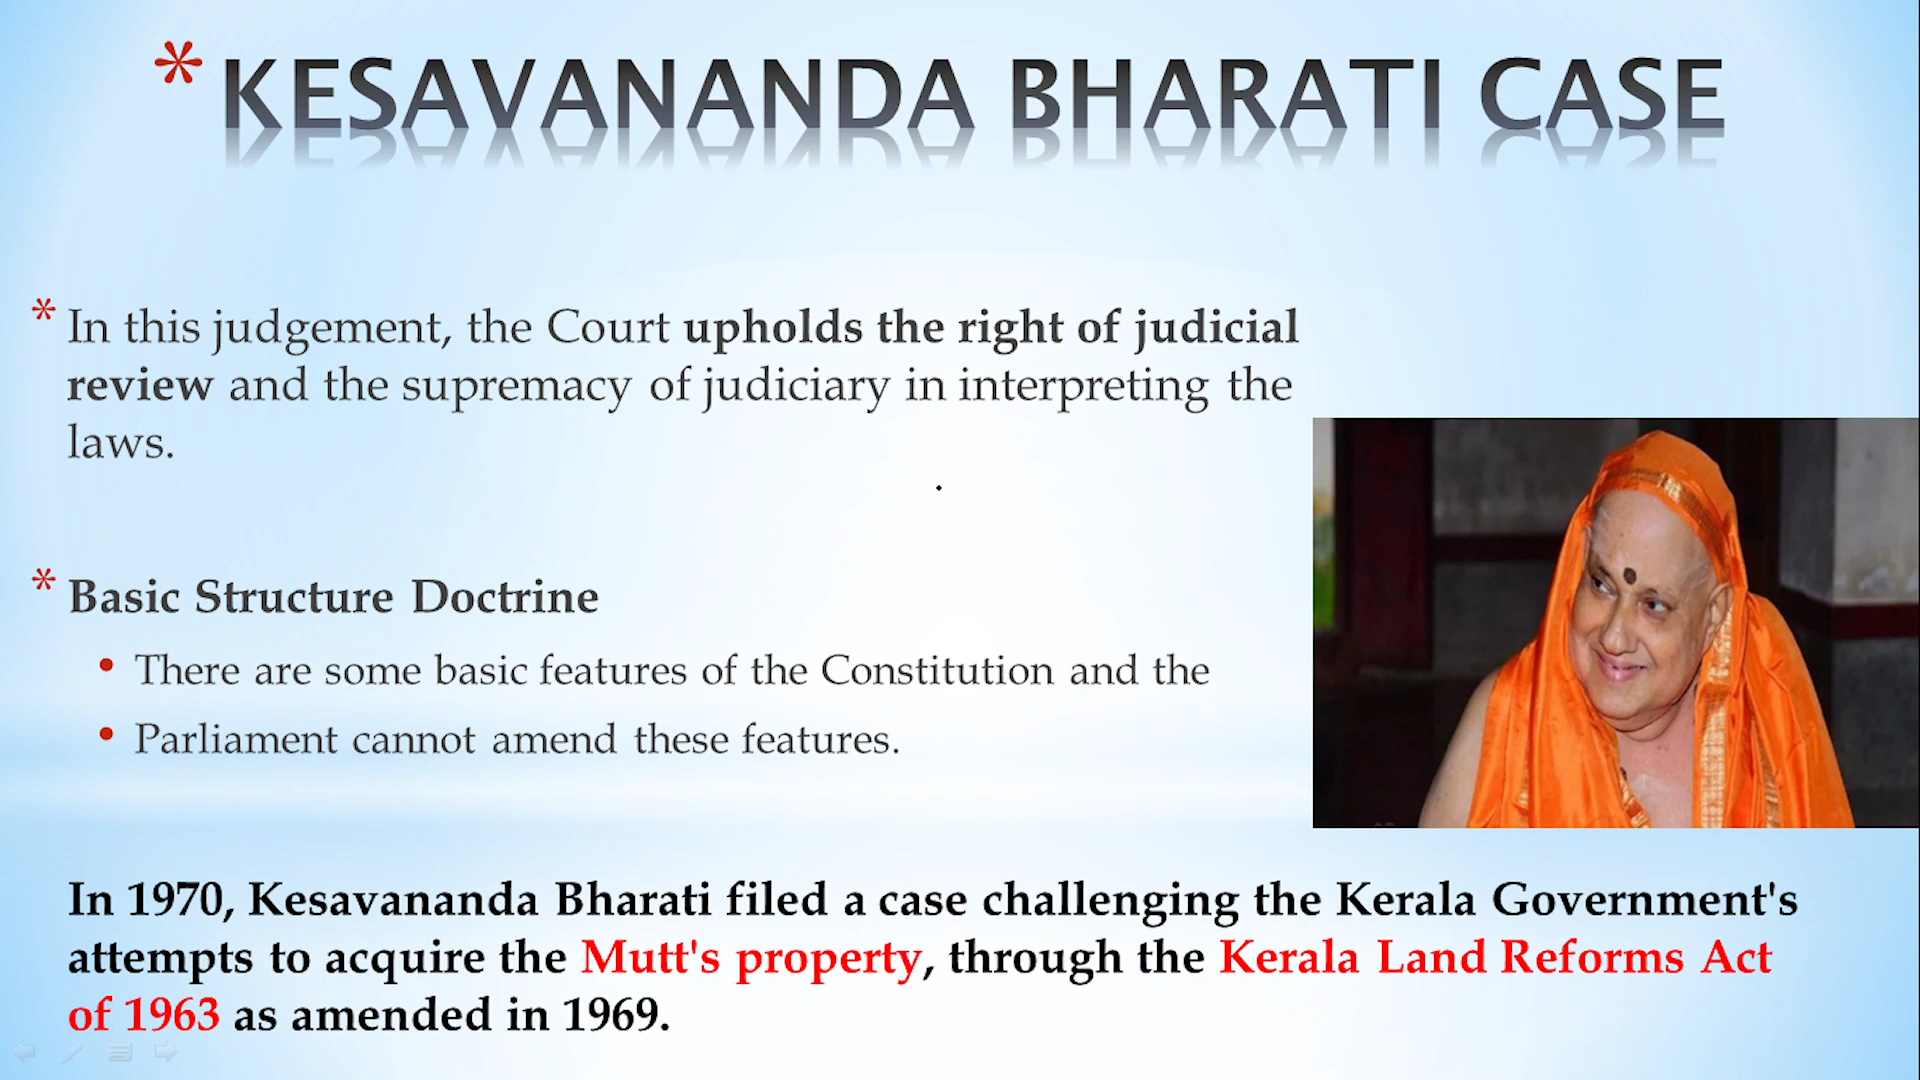 * KESAVANANDA BHARATI CASE
* In this judgement, the Court upholds the right of judicial
review and the supremacy of judiciary in interpreting the
laws.
* Basic Structure Doctrine
• There are some basic features of the Constitution and the
• Parliament cannot amend these features.
In 1970, Kesavananda Bharati filed a case challenging the Kerala Government's
attempts to acquire the Mutt's property, through the Kerala Land Reforms Act
of 1963 as amended in 1969.